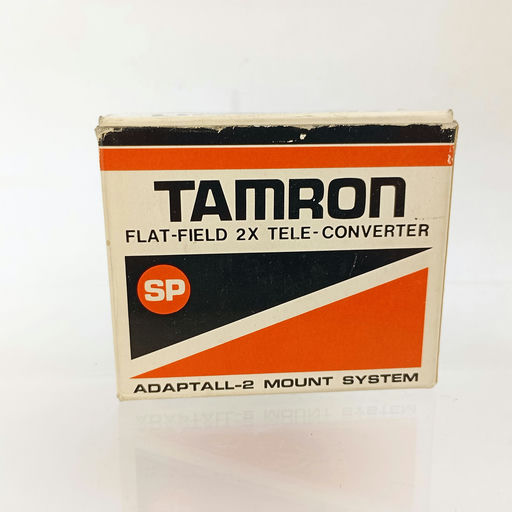 TAMRON
FLAT-FIELD 2X TELE-CONVERTER
SP
ADAPTALL-2 MOUNT SYSTEM